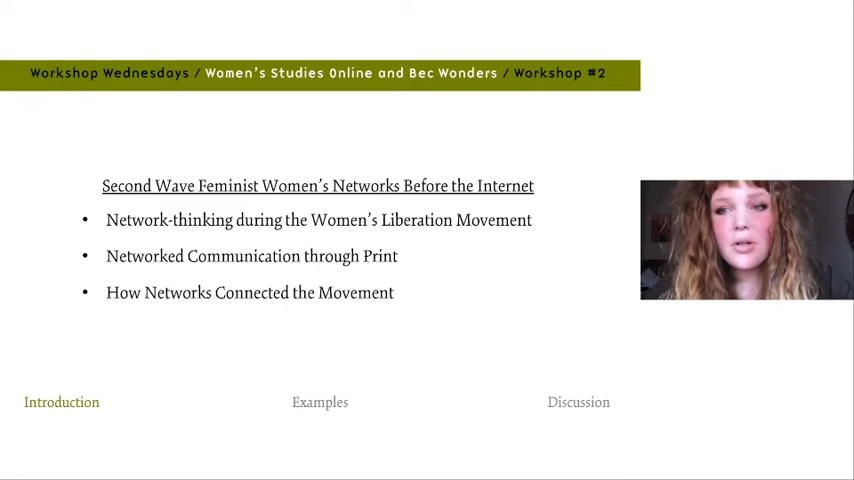 Workshop Wednesdays / Women's Studies Online and Bec Wonders / Workshop #2
Second Wave Feminist Women's Networks Before the Internet
• Network-thinking during the Women's Liberation Movement
• Networked Communication through Print
• How Networks Connected the Movement
Introduction
Examples
Discussion